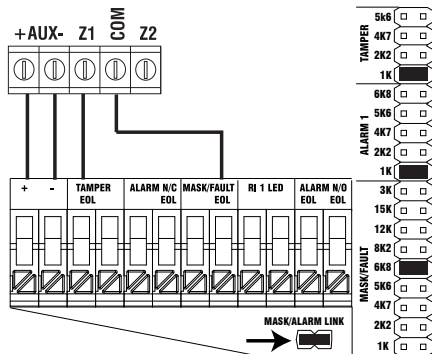 +AUX- Z1 COM Z2
+ - TAMPER ALARM N/C MASK/FAULT RJ 1 LED ALARM N/O
EOL EOL EOL EOL EOL
MASK/ALARM LINK
TAMPER
5k6
4K7
2K2
1K
ALARM 1
6K8
5K6
4K7
2K2
1K
MASK/FAULT
3K
15K
12K
8K2
6K8
5K6
4K7
2K2
1K